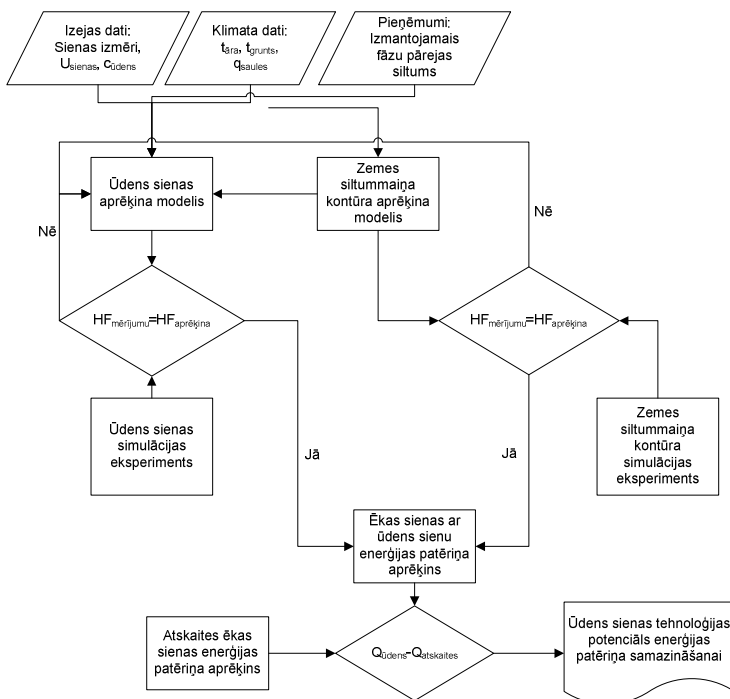 Izejas dati:
Sienas izmēri,
Usienas, cūdens
Klimata dati:
tāra, tgrunts,
qsaules
Pieņēmumi:
Izmantojamais
fāzu pārejas
siltums
Ūdens sienas
aprēķina modelis
Zemes
siltummaiņa
kontūra aprēķina
modelis
Nē
Nē
HFmērījumu=HFaprēķina
HFmērījumu=HFaprēķina
Ūdens sienas
simulācijas
eksperiments
Zemes
siltummaiņa
kontūra
simulācijas
eksperiments
Jā
Jā
Ēkas sienas ar
ūdens sienu
enerģijas patēriņa
aprēķins
Atskaites ēkas
sienas enerģijas
patēriņa aprēķins
Qūdens-Qatskaites
Ūdens sienas tehnoloģijas
potenciāls enerģijas
patēriņa samazināšanai